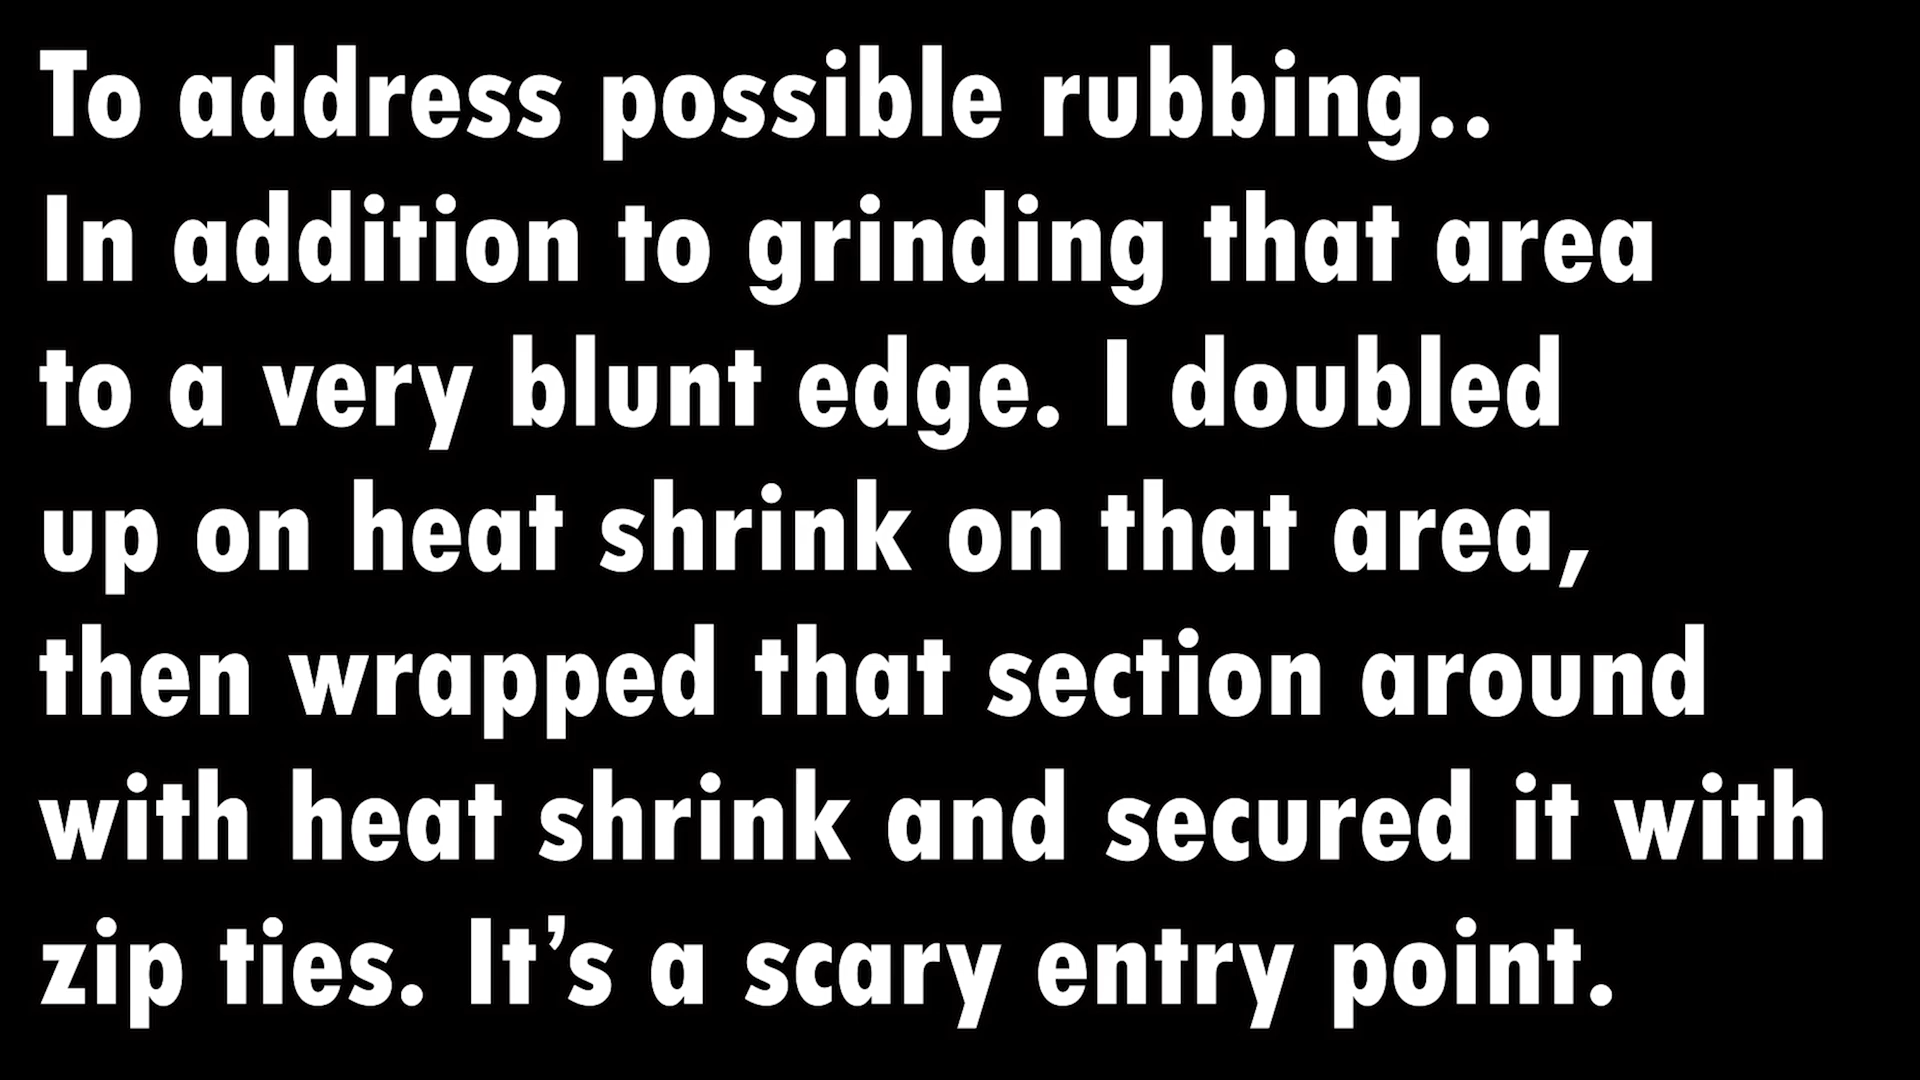 To address possible rubbing..
In addition to grinding that area
to a very blunt edge. I doubled
up on heat shrink on that area,
then wrapped that section around
with heat shrink and secured it with
zip ties. It’s a scary entry point.